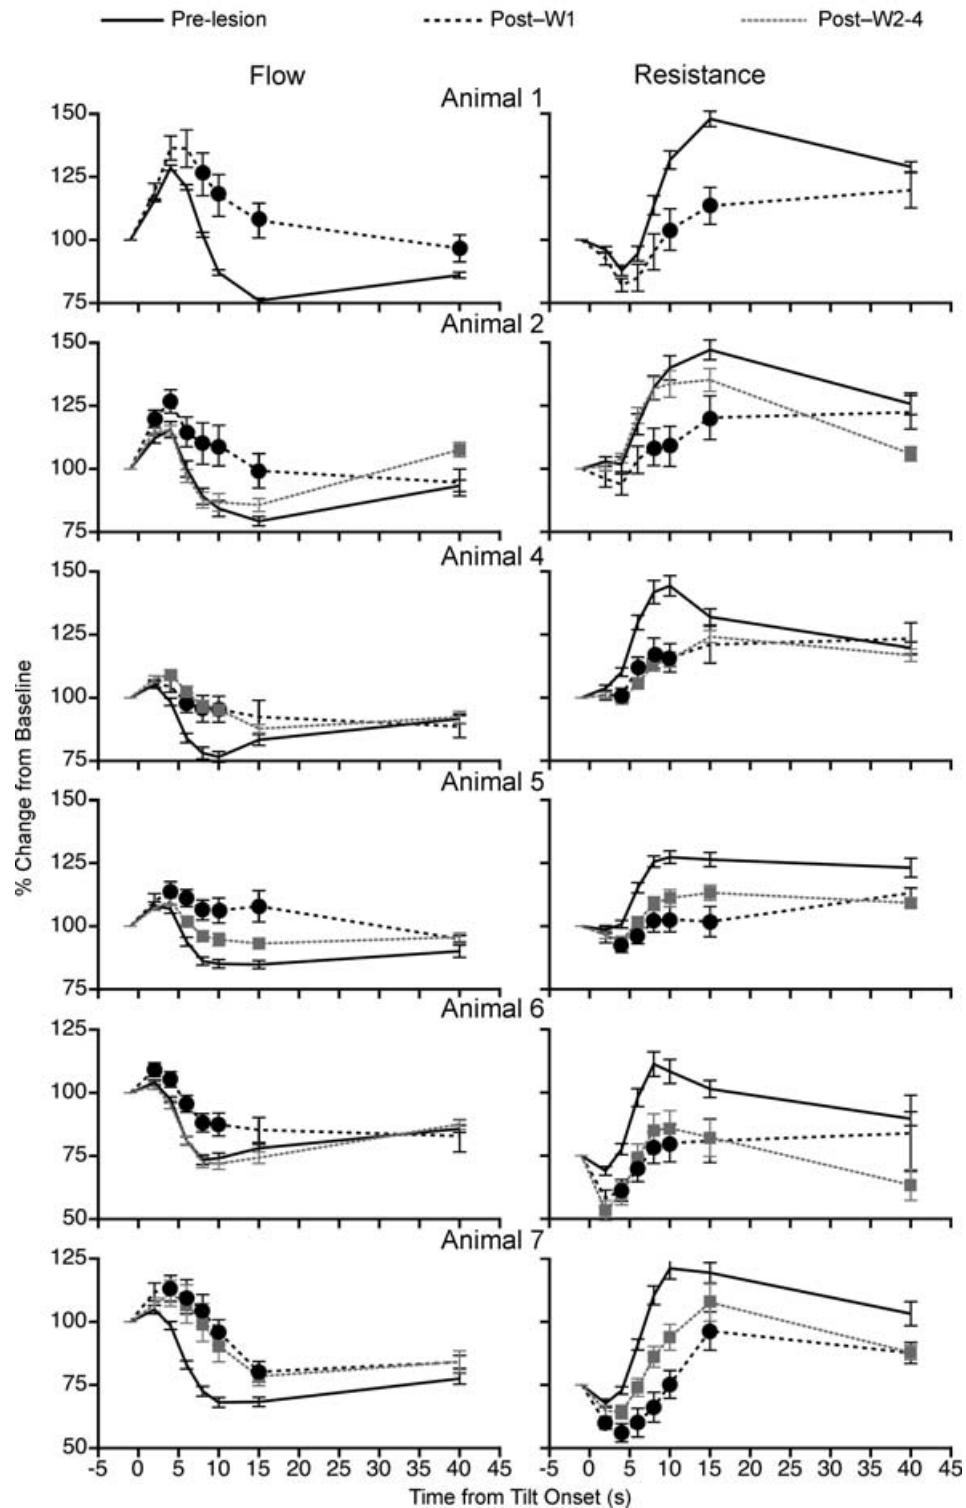 Pre-lesion Post–W1 Post–W2-4
Flow Resistance
Animal 1
150
125
100
75
Animal 2
150
125
100
75
Animal 4
150
125
100
75
Animal 5
150
125
100
75
Animal 6
125
100
75
50
Animal 7
125
100
75
50
-5 0 5 10 15 20 25 30 35 40 45 0 5 10 15 20 25 30 35 40 45
% Change from Baseline
Time from Tilt Onset (s)